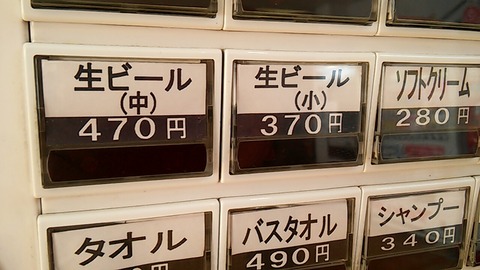 生ビール
(中)
470円
生ビール
(小)
370円
ソフトクリーム
280円
タオル
バスタオル
490円
シャンプー
340円